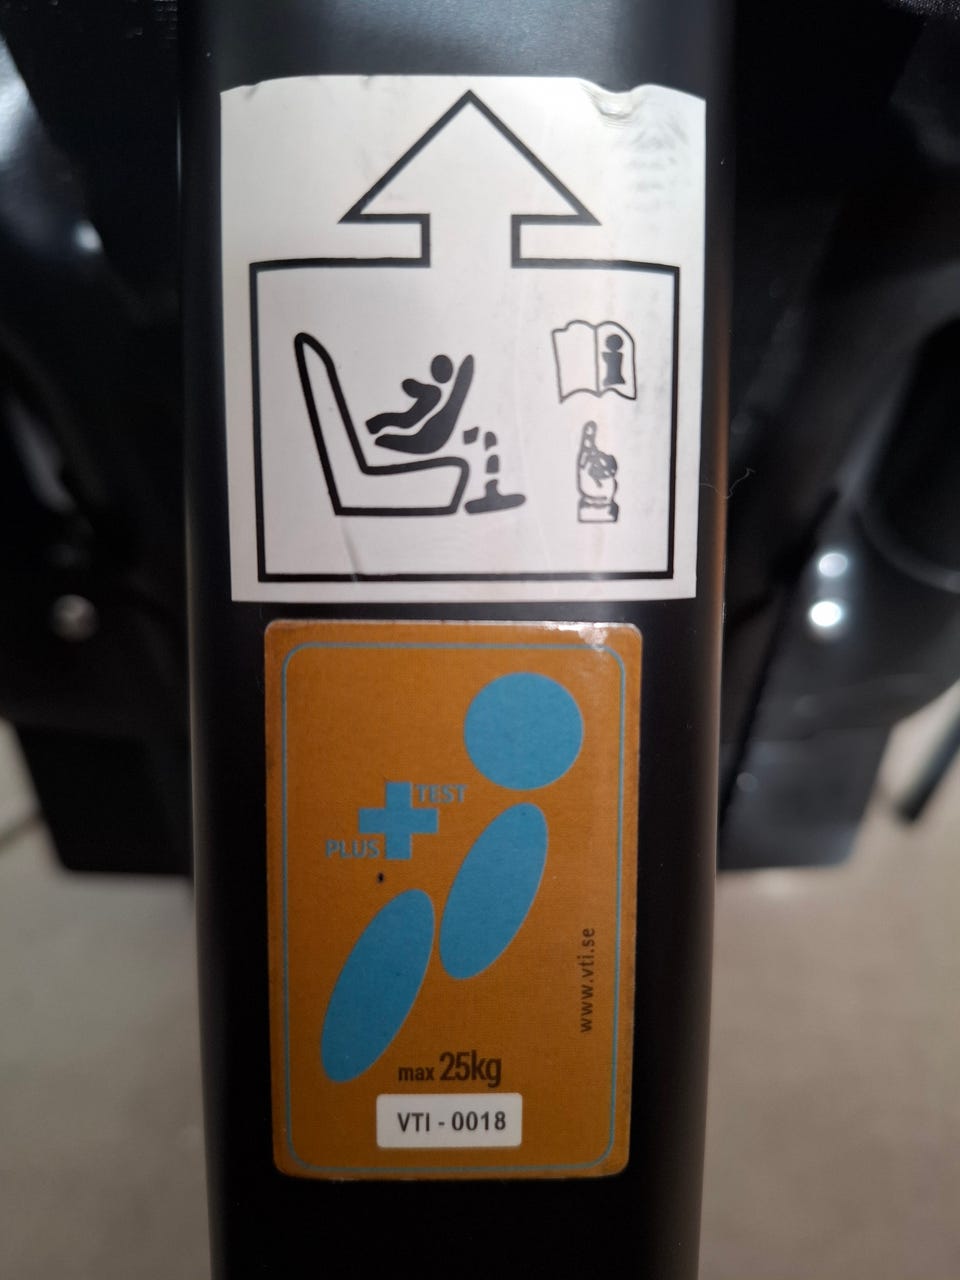 TEST
PLUS
www.vti.se
max 25kg
VTI - 0018